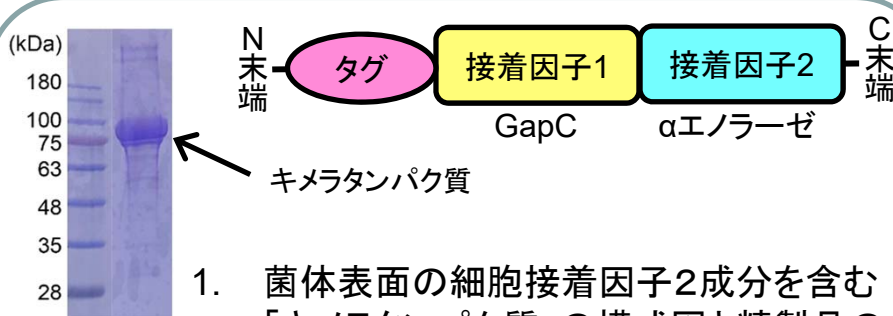 (kDa)
180
100
75
63
48
35
28
N末端
タグ
接着因子1
接着因子2
C末端
GapC
αエノラーゼ
キメラタンパク質
1. 菌体表面の細胞接着因子2成分を含む